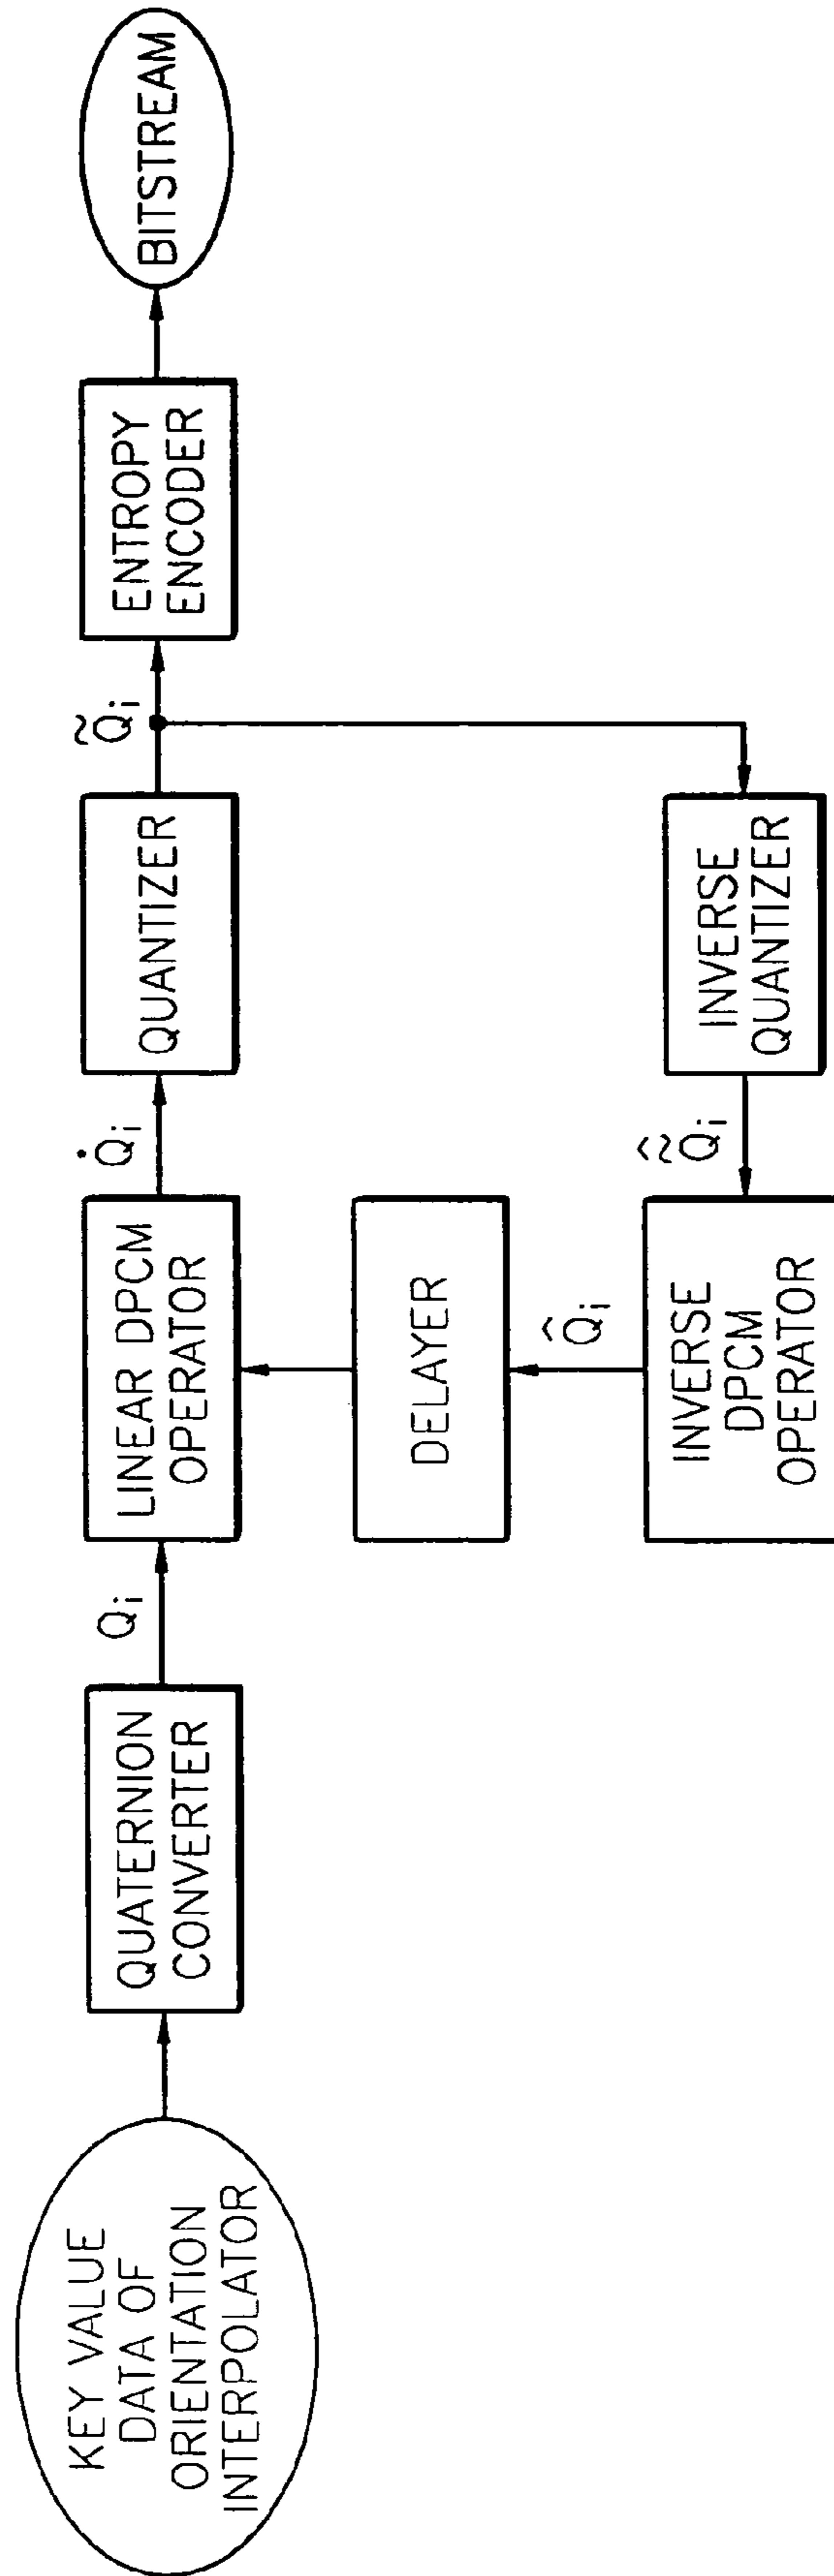 KEY VALUE
DATA OF
ORIENTATION
INTERPOLATOR
QUATERNION
CONVERTER
Qᵢ
LINEAR DPCM
OPERATOR
Q̇ᵢ
QUANTIZER
Q̃ᵢ
ENTROPY
ENCODER
BITSTREAM
DELAYER
Q̂ᵢ
INVERSE
DPCM
OPERATOR
Q̃̂ᵢ
INVERSE
QUANTIZER